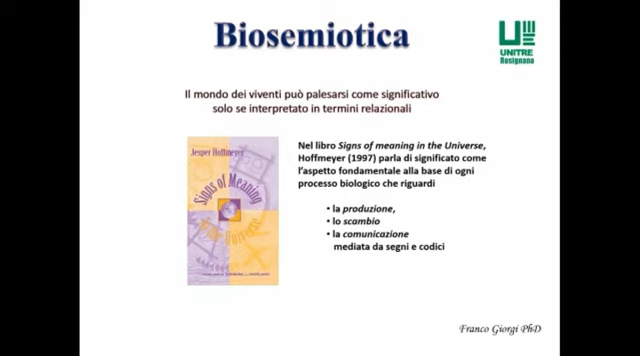 Biosemiotica
UNITRE
Rosignano
Il mondo dei viventi può palesarsi come significativo
solo se interpretato in termini relazionali
Nel libro Signs of meaning in the Universe,
Hoffmeyer (1997) parla di significato come
l'aspetto fondamentale alla base di ogni
processo biologico che riguardi
• la produzione,
• lo scambio
• la comunicazione
mediata da segni e codici
Jesper Hoffmeyer
Signs of Meaning
in the Universe
Franco Giorgi PhD